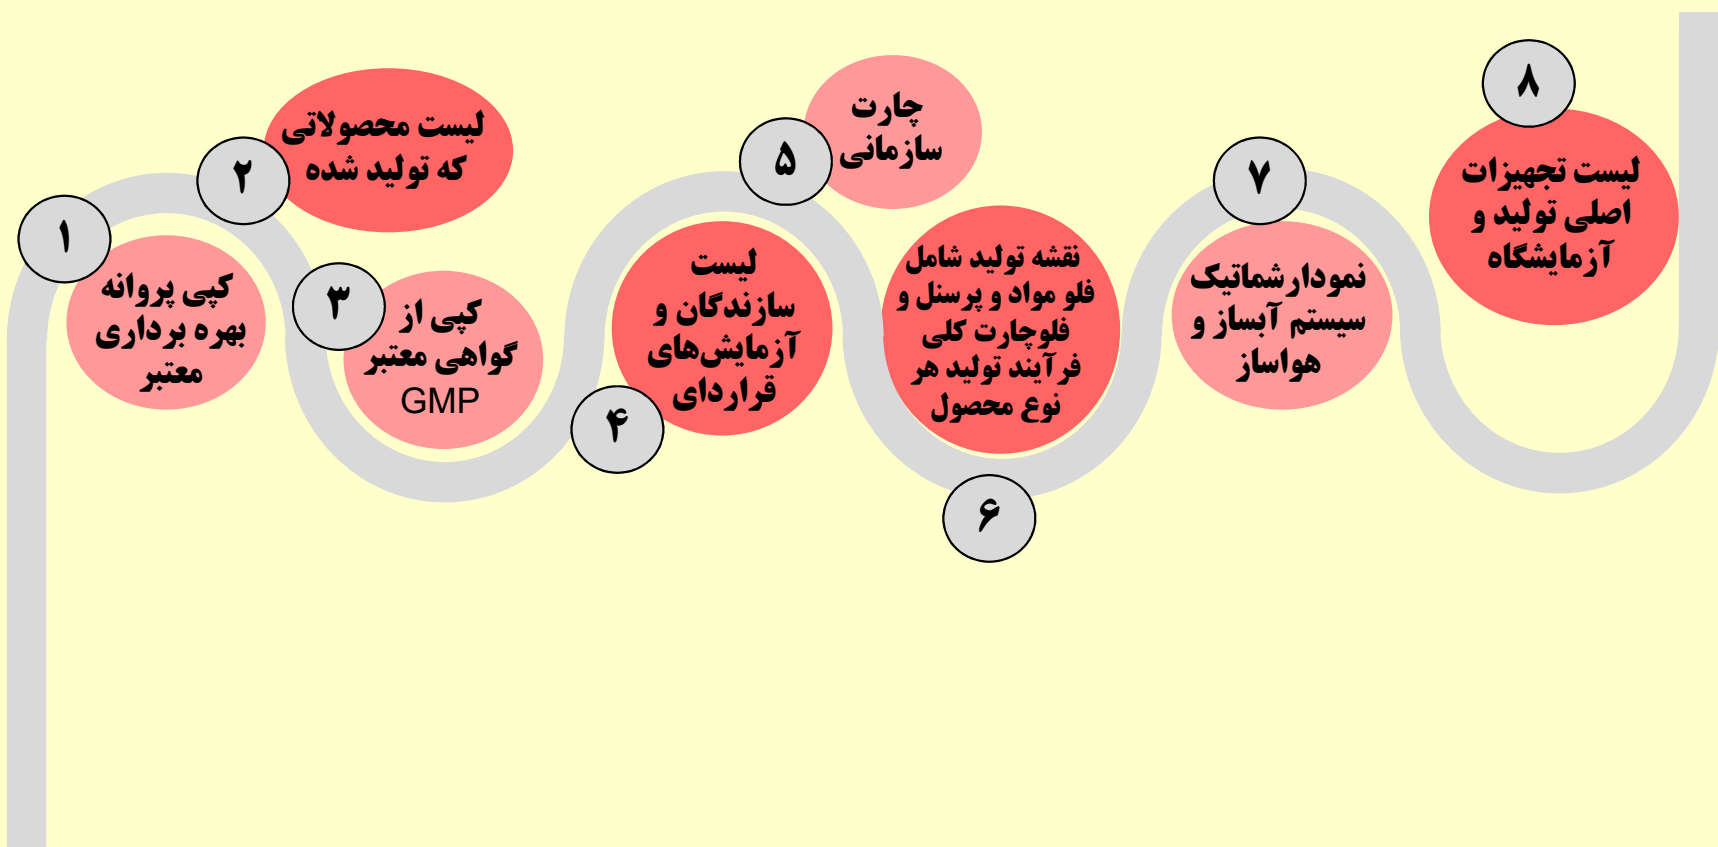 ۱
کپی پروانه
بهره برداری
معتبر
۲
لیست محصولاتی
که تولید شده
۳
کپی از
گواهی معتبر
GMP
۴
لیست
سازندگان و
آزمایش‌های
قراردای
۵
چارت
سازمانی
۶
نقشه تولید شامل
فلو مواد و پرسنل و
فلوچارت کلی
فرآیند تولید هر
نوع محصول
۷
نمودارشماتیک
سیستم آبساز و
هواساز
۸
لیست تجهیزات
اصلی تولید و
آزمایشگاه